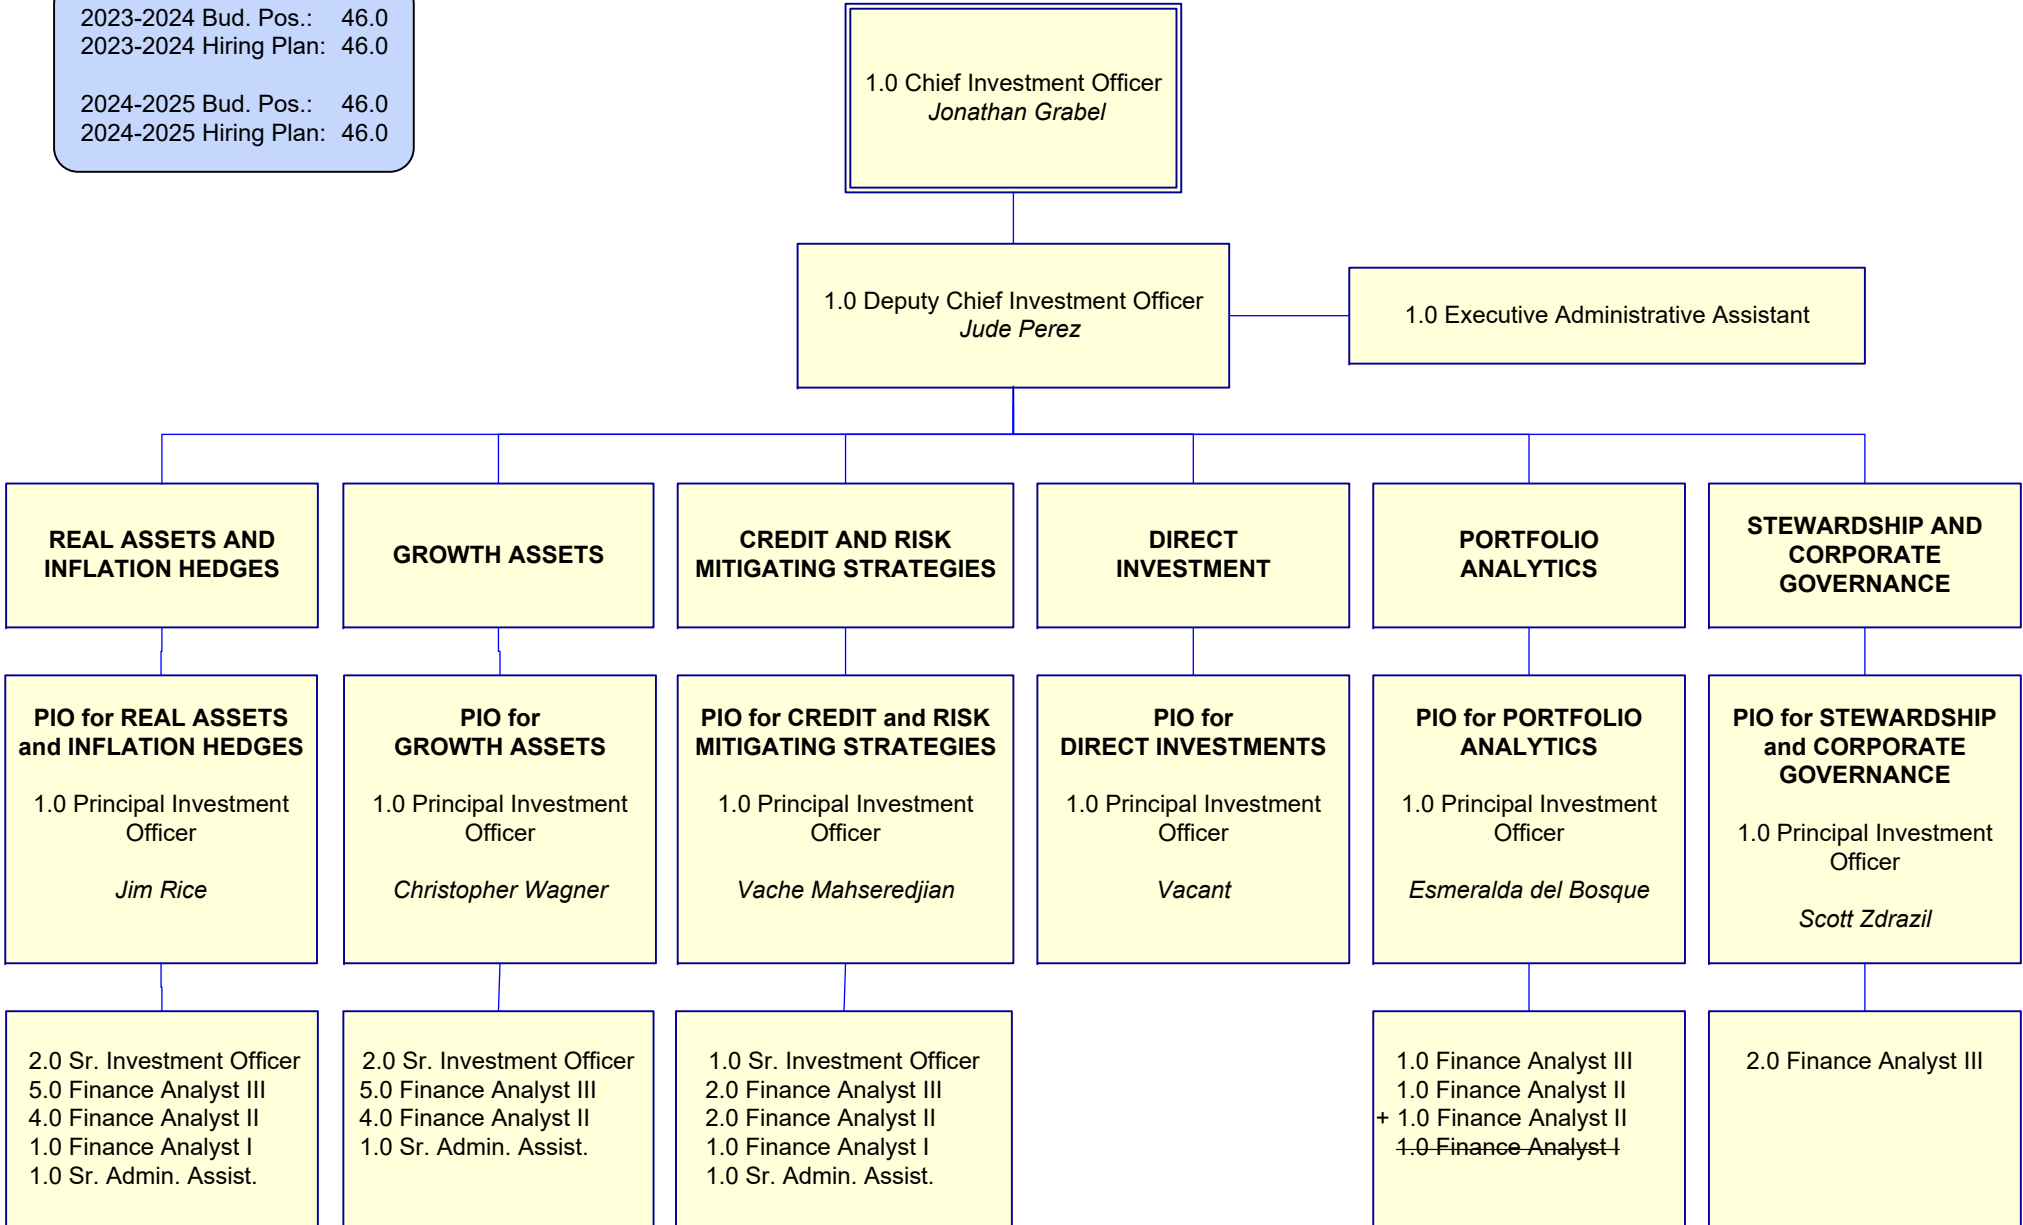 2023-2024 Bud. Pos.: 46.0
2023-2024 Hiring Plan: 46.0
2024-2025 Bud. Pos.: 46.0
2024-2025 Hiring Plan: 46.0
1.0 Chief Investment Officer
Jonathan Grabel
1.0 Deputy Chief Investment Officer
Jude Perez
1.0 Executive Administrative Assistant
REAL ASSETS AND
INFLATION HEDGES
GROWTH ASSETS
CREDIT AND RISK
MITIGATING STRATEGIES
DIRECT
INVESTMENT
PORTFOLIO
ANALYTICS
STEWARDSHIP AND
CORPORATE
GOVERNANCE
PIO for REAL ASSETS
and INFLATION HEDGES
1.0 Principal Investment
Officer
Jim Rice
PIO for
GROWTH ASSETS
1.0 Principal Investment
Officer
Christopher Wagner
PIO for CREDIT and RISK
MITIGATING STRATEGIES
1.0 Principal Investment
Officer
Vache Mahseredjian
PIO for
DIRECT INVESTMENTS
1.0 Principal Investment
Officer
Vacant
PIO for PORTFOLIO
ANALYTICS
1.0 Principal Investment
Officer
Esmeralda del Bosque
PIO for STEWARDSHIP
and CORPORATE
GOVERNANCE
1.0 Principal Investment
Officer
Scott Zdrazil
2.0 Sr. Investment Officer
5.0 Finance Analyst III
4.0 Finance Analyst II
1.0 Finance Analyst I
1.0 Sr. Admin. Assist.
2.0 Sr. Investment Officer
5.0 Finance Analyst III
4.0 Finance Analyst II
1.0 Sr. Admin. Assist.
1.0 Sr. Investment Officer
2.0 Finance Analyst III
2.0 Finance Analyst II
1.0 Finance Analyst I
1.0 Sr. Admin. Assist.
1.0 Finance Analyst III
1.0 Finance Analyst II
+ 1.0 Finance Analyst II
1.0 Finance Analyst I
2.0 Finance Analyst III